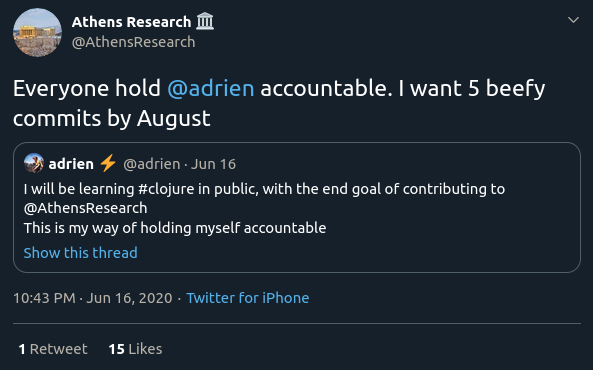 Athens Research 🏛
@AthensResearch
Everyone hold @adrien accountable. I want 5 beefy
commits by August
adrien ⚡ @adrien · Jun 16
I will be learning #clojure in public, with the end goal of contributing to
@AthensResearch
This is my way of holding myself accountable
Show this thread
10:43 PM · Jun 16, 2020 · Twitter for iPhone
1 Retweet 15 Likes